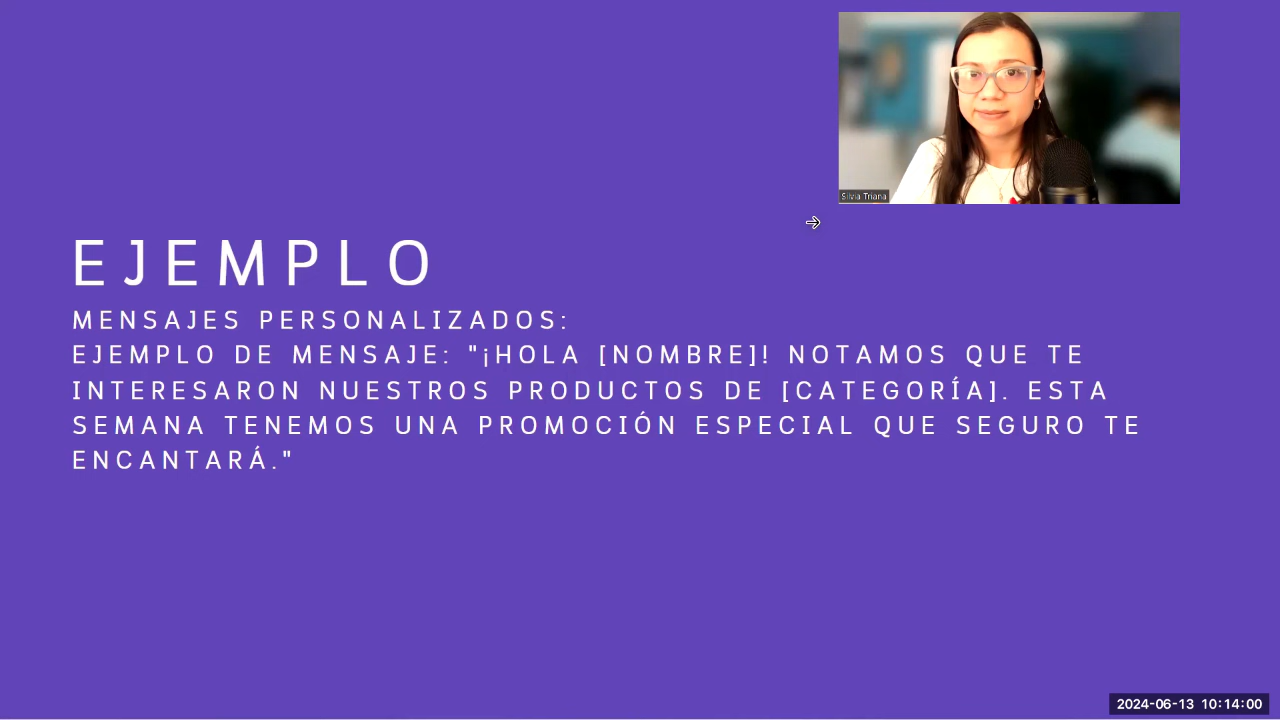 Silvia Triana
EJEMPLO
MENSAJES PERSONALIZADOS:
EJEMPLO DE MENSAJE: "¡HOLA [NOMBRE]! NOTAMOS QUE TE
INTERESARON NUESTROS PRODUCTOS DE [CATEGORÍA]. ESTA
SEMANA TENEMOS UNA PROMOCIÓN ESPECIAL QUE SEGURO TE
ENCANTARÁ."
2024-06-13 10:14:00